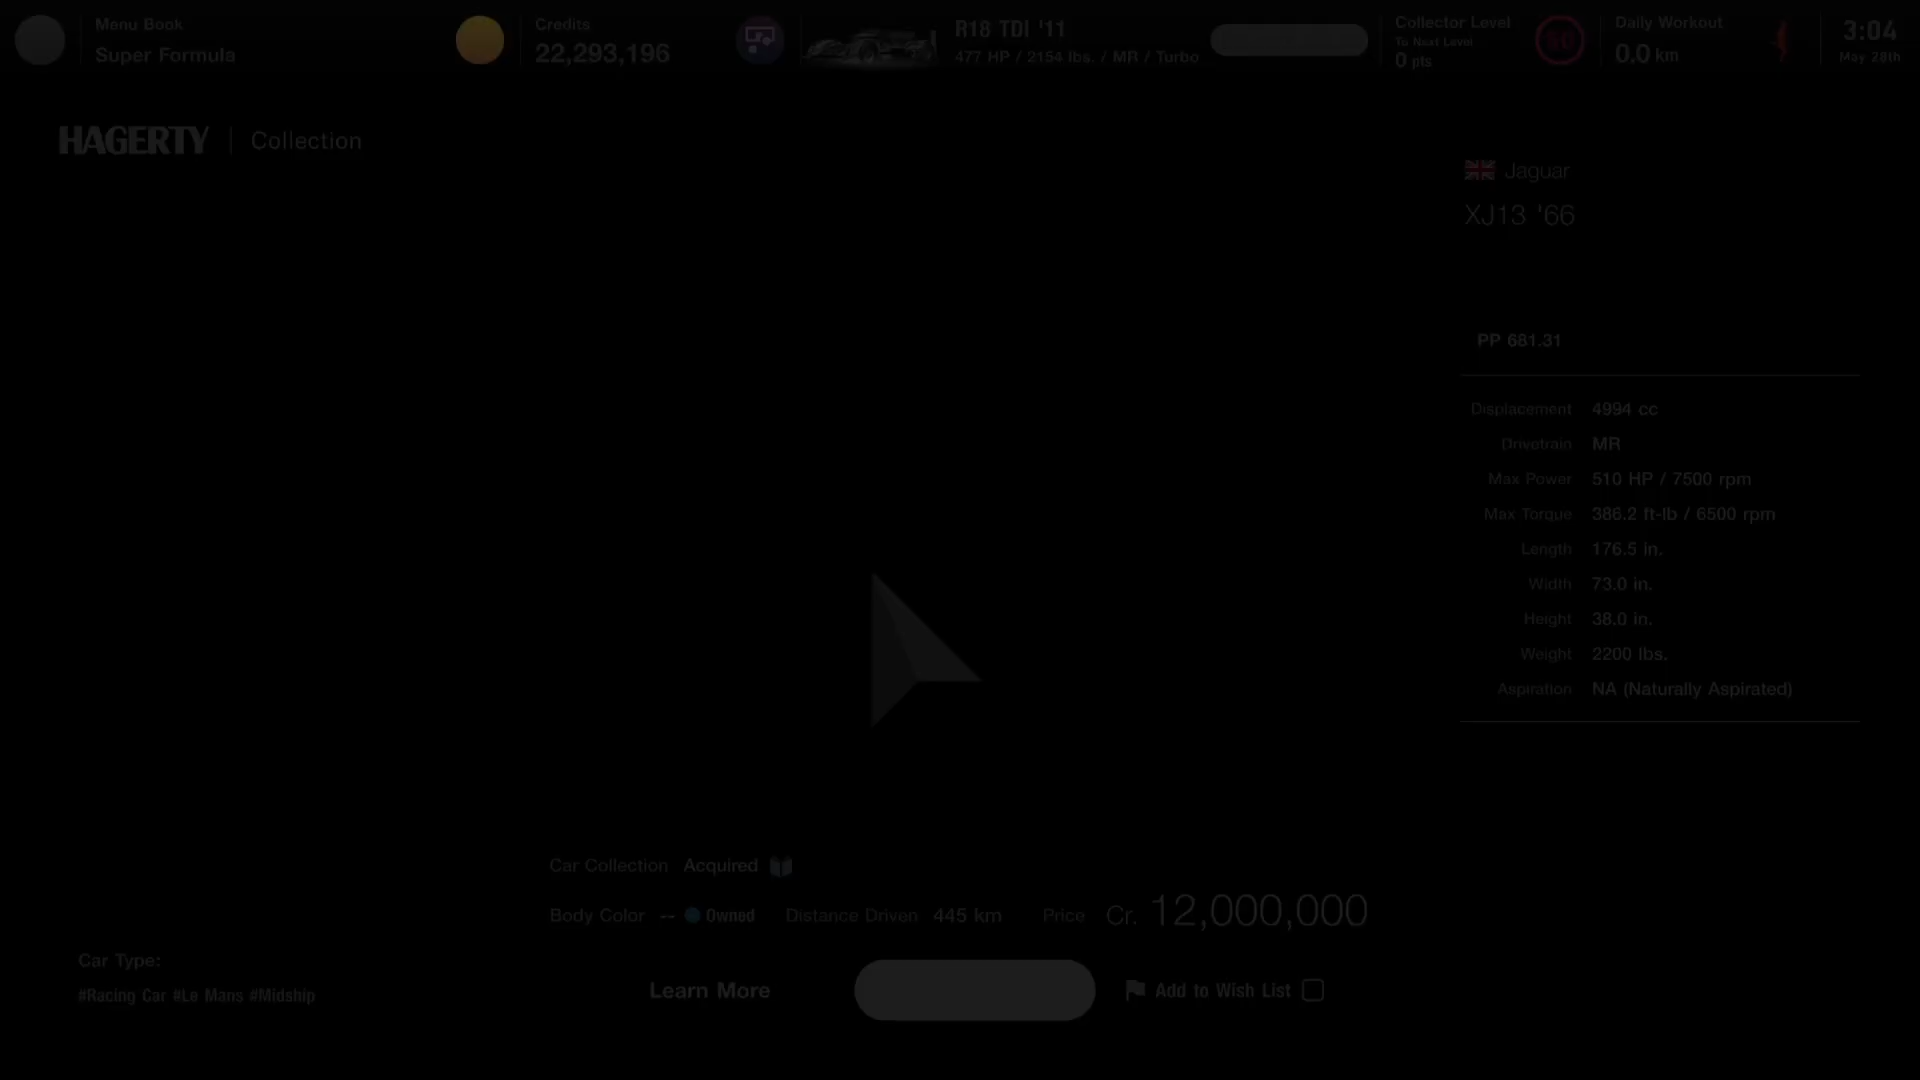 Menu Book
Super Formula
Credits
22,293,196
R18 TDI '11
477 HP / 2154 lbs. / MR / Turbo
Collector Level
To Next Level
0 pts
50
Daily Workout
0.0 km
3:04
May 28th
HAGERTY | Collection
Jaguar
XJ13 '66
PP 681.31
Displacement 4994 cc
Drivetrain MR
Max Power 510 HP / 7500 rpm
Max Torque 386.2 ft-lb / 6500 rpm
Length 176.5 in.
Width 73.0 in.
Height 38.0 in.
Weight 2200 lbs.
Aspiration NA (Naturally Aspirated)
Car Collection Acquired
Body Color -- Owned Distance Driven 445 km Price Cr. 12,000,000
Car Type:
#Racing Car #Le Mans #Midship
Learn More
Add to Wish List